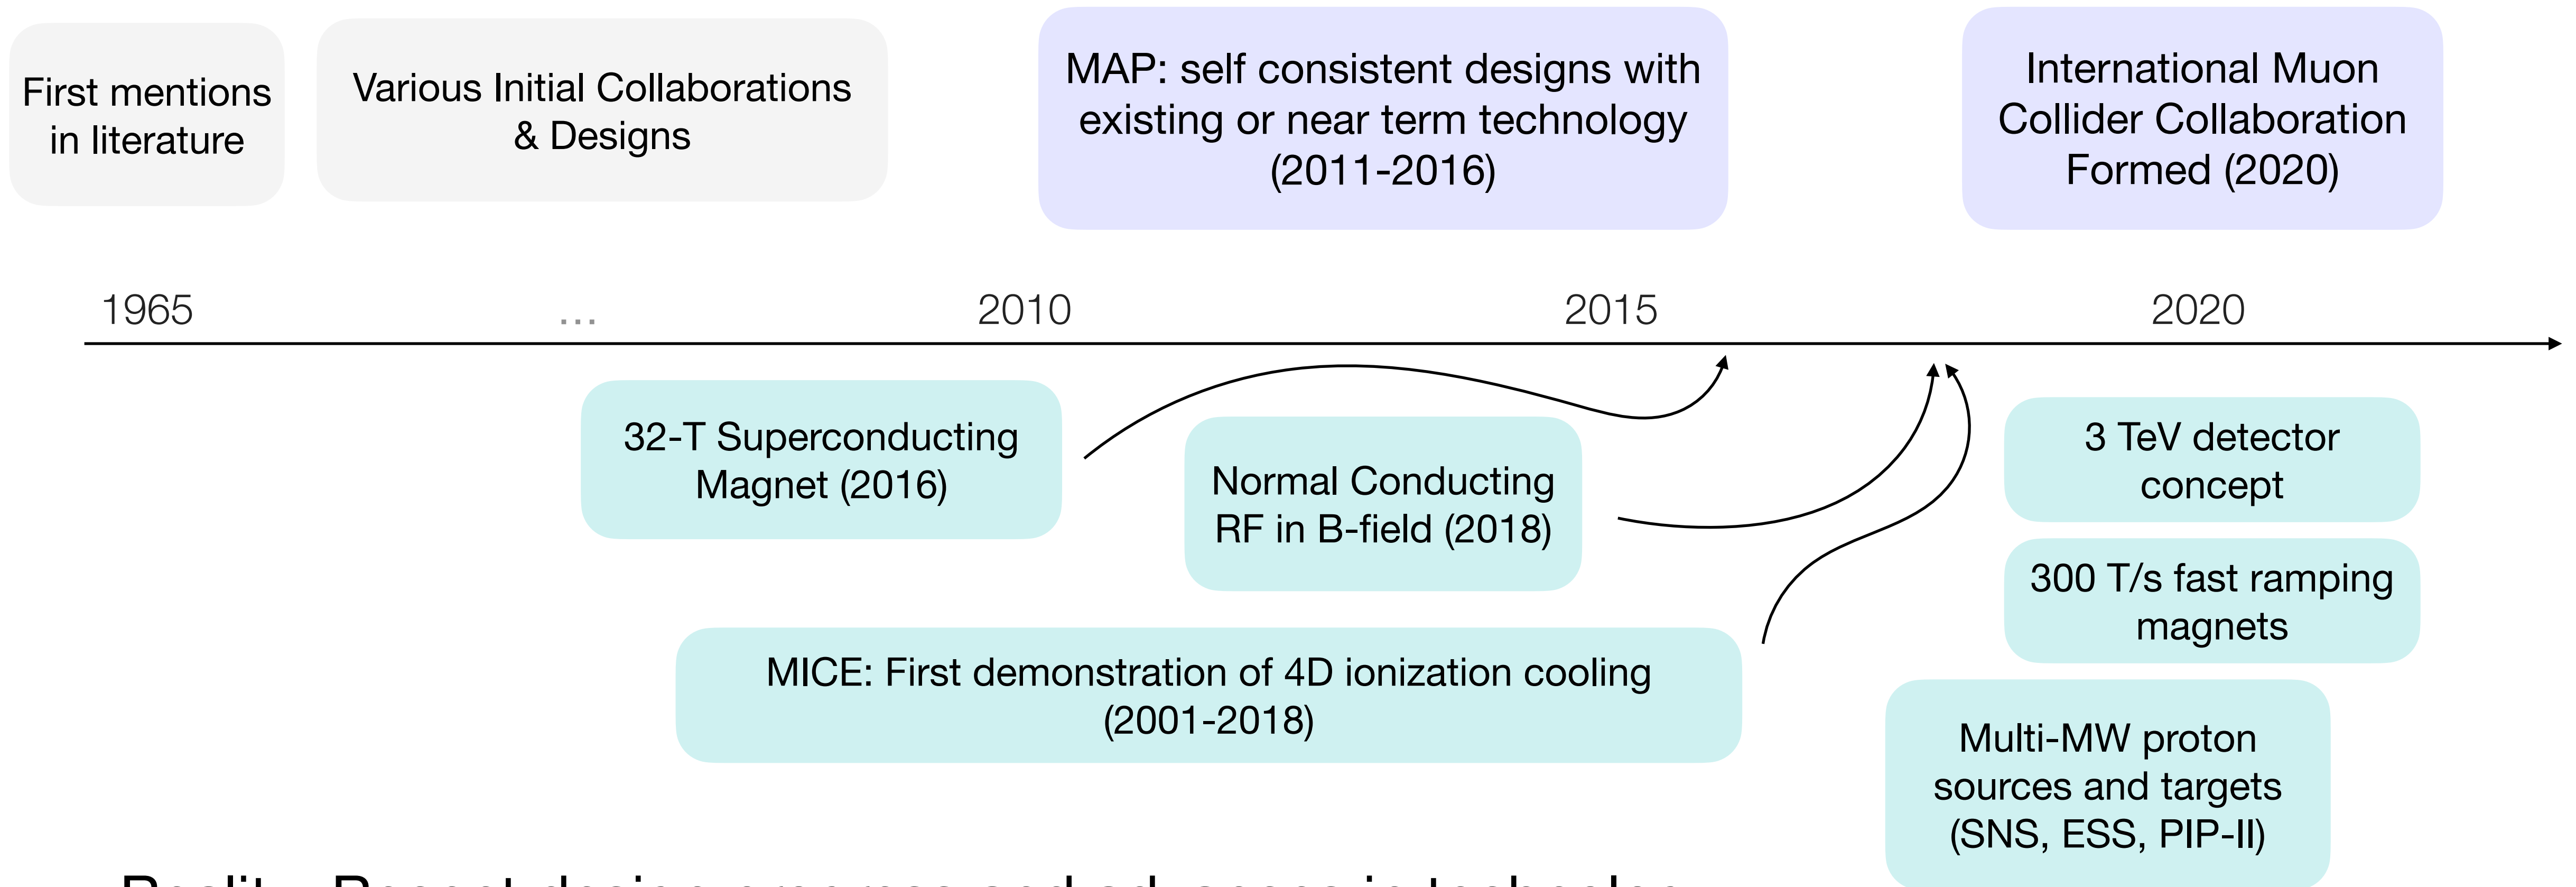 First mentions
in literature
Various Initial Collaborations
& Designs
MAP: self consistent designs with
existing or near term technology
(2011-2016)
International Muon
Collider Collaboration
Formed (2020)
1965
...
2010
2015
2020
32-T Superconducting
Magnet (2016)
Normal Conducting
RF in B-field (2018)
3 TeV detector
concept
300 T/s fast ramping
magnets
MICE: First demonstration of 4D ionization cooling
(2001-2018)
Multi-MW proton
sources and targets
(SNS, ESS, PIP-II)